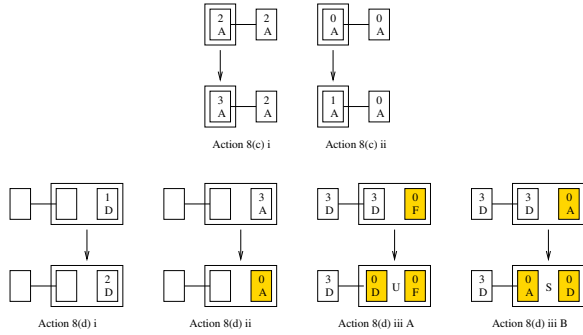 2 2 0 0
A A A A
3 2 1 0
A A A A
Action 8(c) i Action 8(c) ii
1 3 3 3 0 3 3 0
D A D D F D D A
2 0 3 0 U 0 3 0 S 0
D A D D F D A D
Action 8(d) i Action 8(d) ii Action 8(d) iii A Action 8(d) iii B